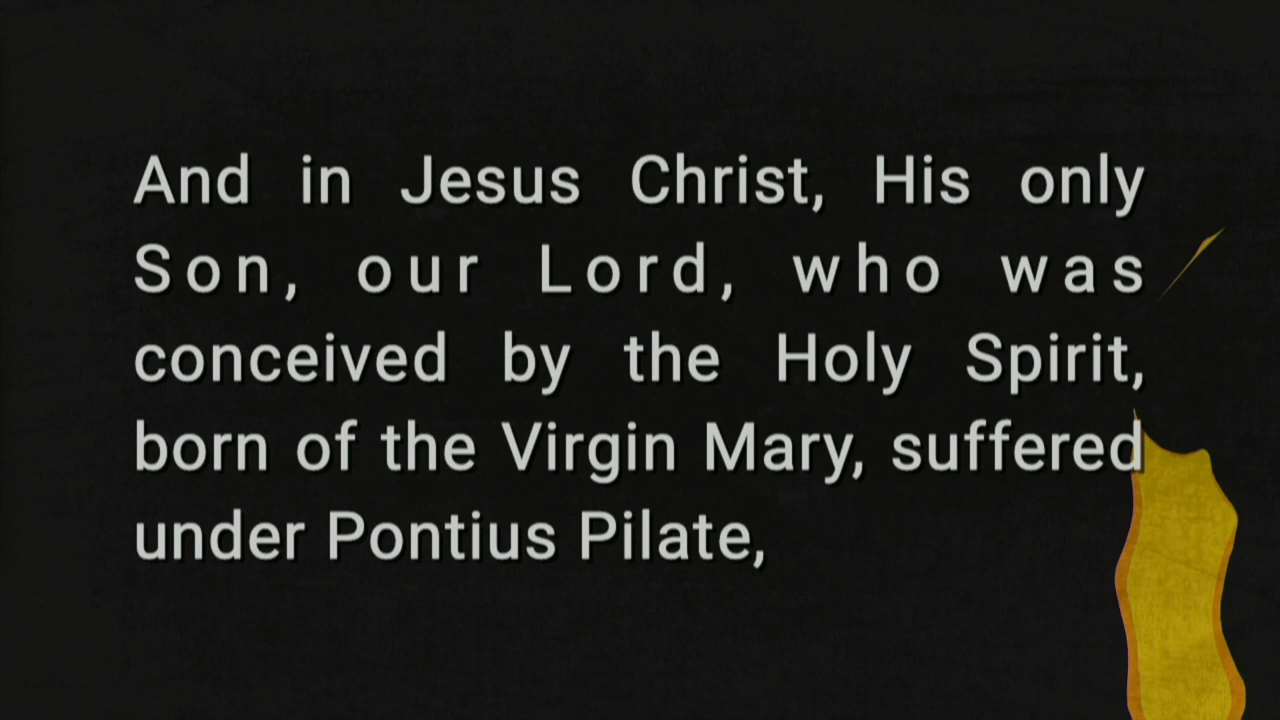 And in Jesus Christ, His only
Son, our Lord, who was
conceived by the Holy Spirit,
born of the Virgin Mary, suffered
under Pontius Pilate,